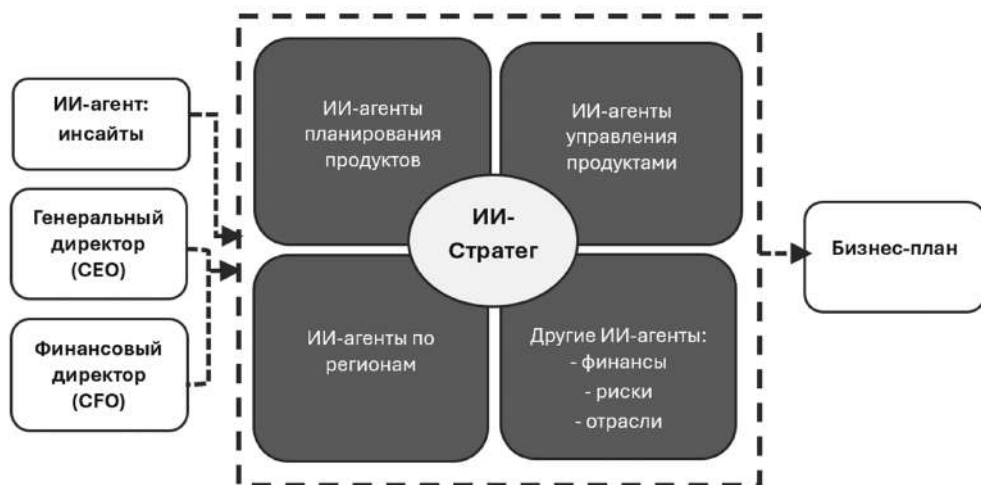 ИИ-агент:
инсайты
Генеральный
директор
(CEO)
Финансовый
директор
(CFO)
ИИ-агенты
планирования
продуктов
ИИ-агенты
управления
продуктами
ИИ-
Стратег
ИИ-агенты по
регионам
Другие ИИ-агенты:
- финансы
- риски
- отрасли
Бизнес-план